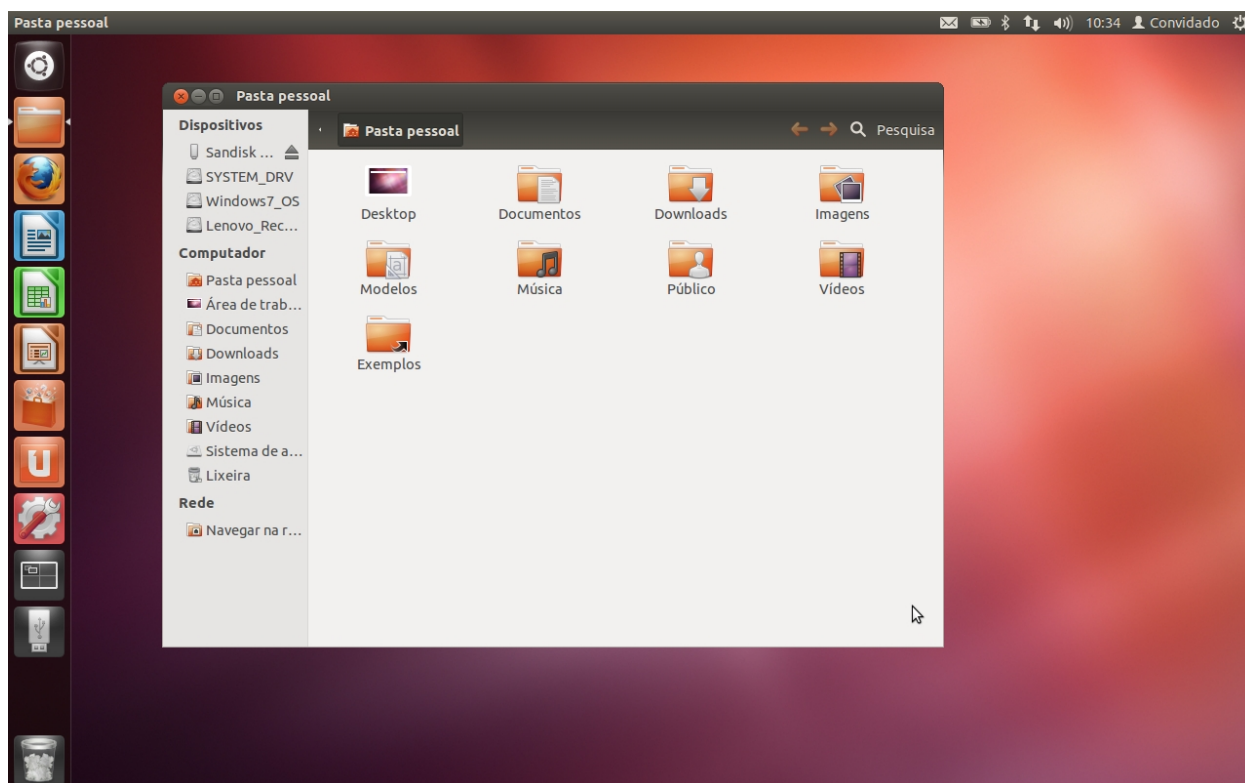 Pasta pessoal
10:34 Convidado
Pasta pessoal
Dispositivos
Sandisk ...
SYSTEM_DRV
Windows7_OS
Lenovo_Rec...
Computador
Pasta pessoal
Área de trab...
Documentos
Downloads
Imagens
Música
Vídeos
Sistema de a...
Lixeira
Rede
Navegar na r...
Pasta pessoal
Pesquisa
Desktop
Documentos
Downloads
Imagens
Modelos
Música
Público
Vídeos
Exemplos